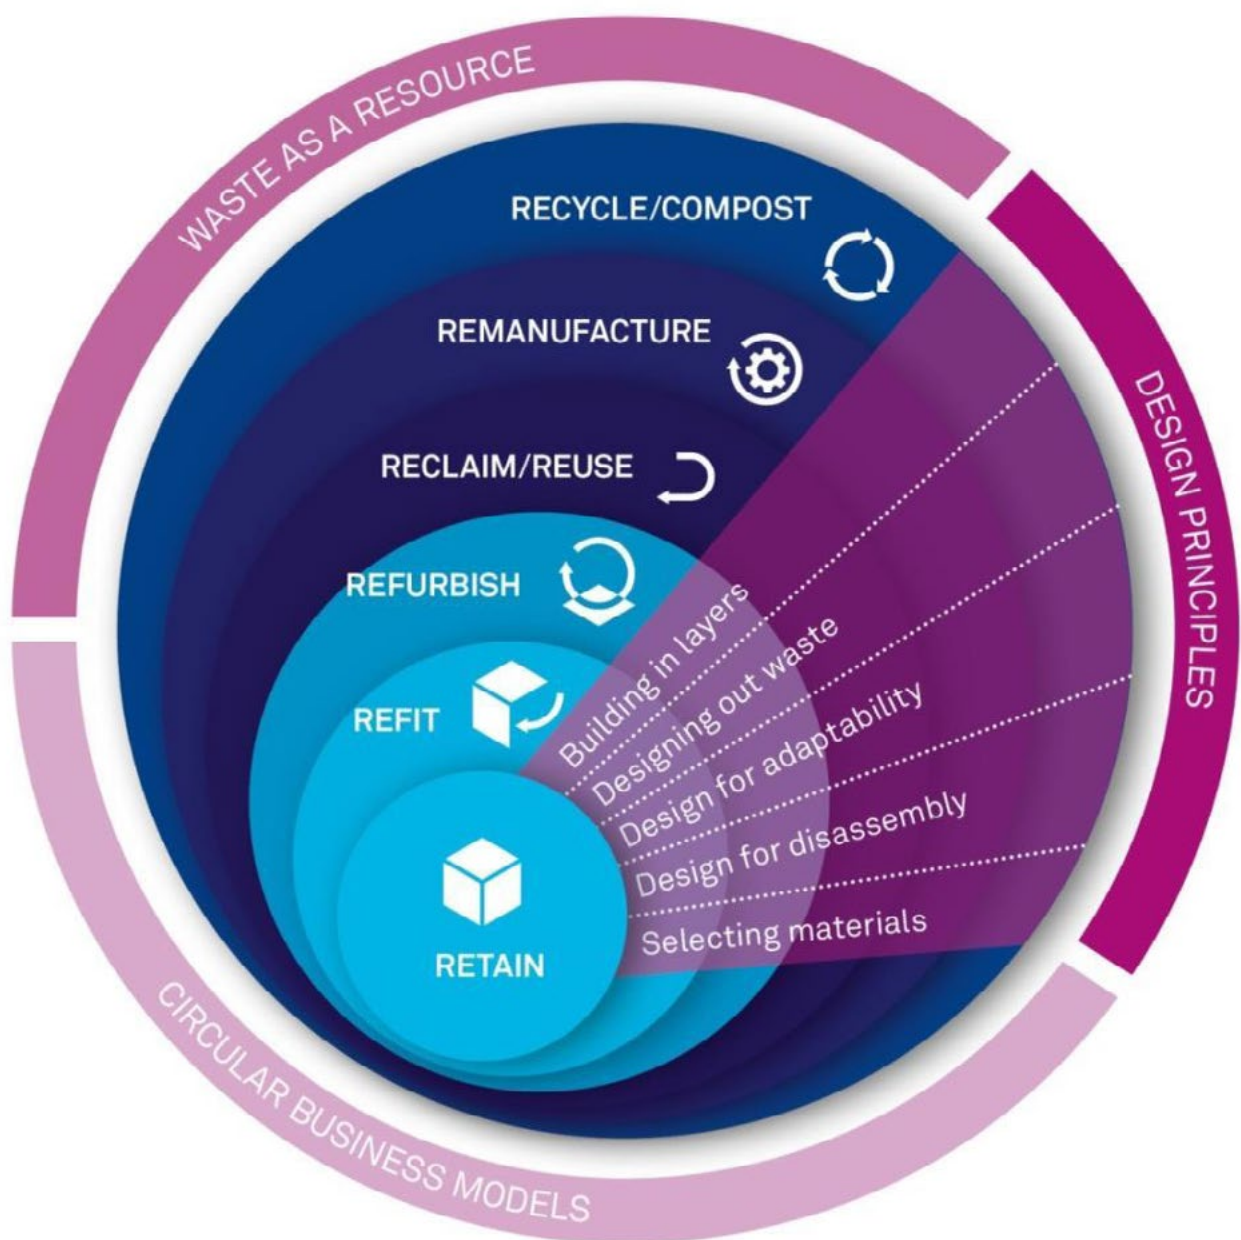 WASTE AS A RESOURCE
RECYCLE/COMPOST
REMANUFACTURE
RECLAIM/REUSE
REFURBISH
REFIT
RETAIN
Building in layers
Designing out waste
Design for adaptability
Design for disassembly
Selecting materials
DESIGN PRINCIPLES
CIRCULAR BUSINESS MODELS